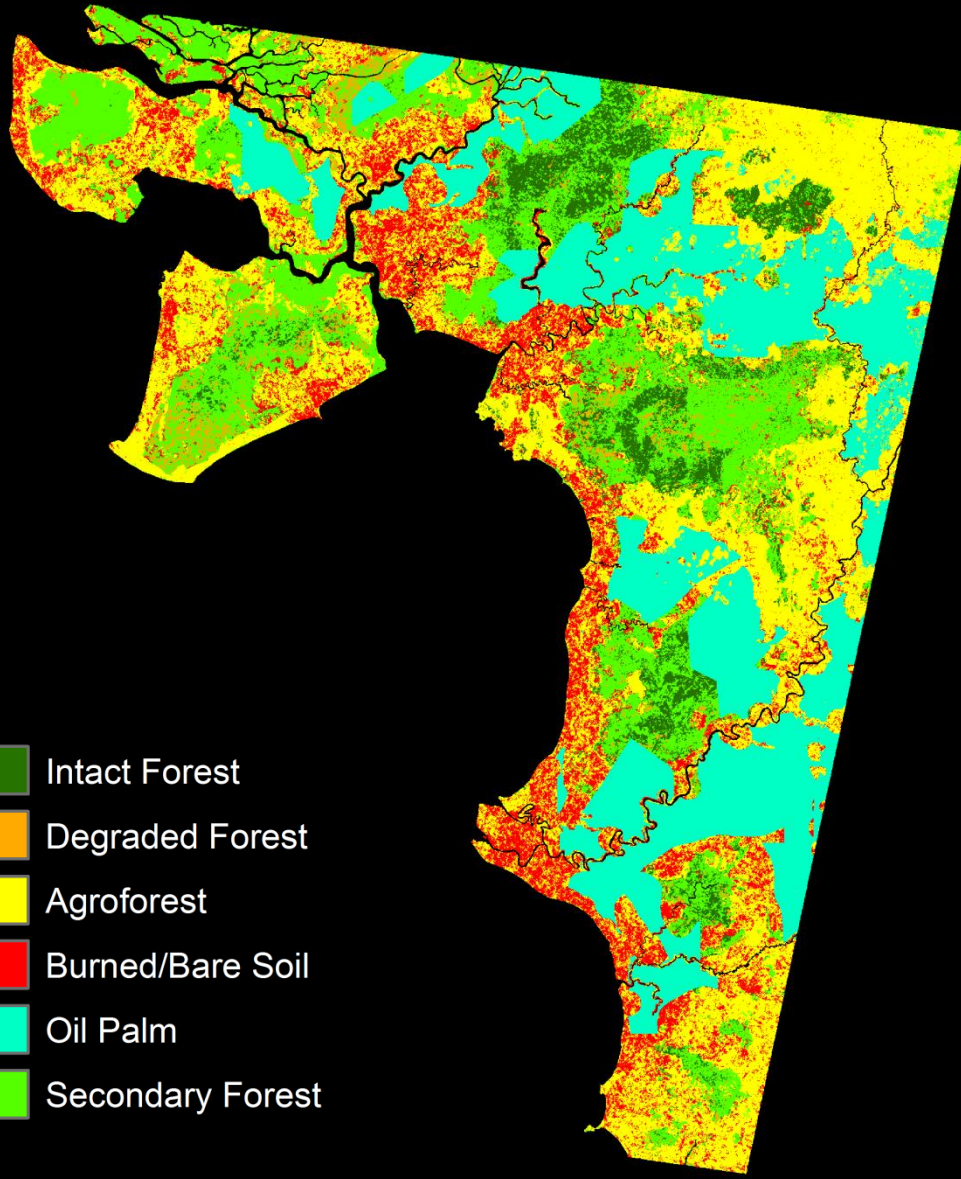 Intact Forest
Degraded Forest
Agroforest
Burned/Bare Soil
Oil Palm
Secondary Forest